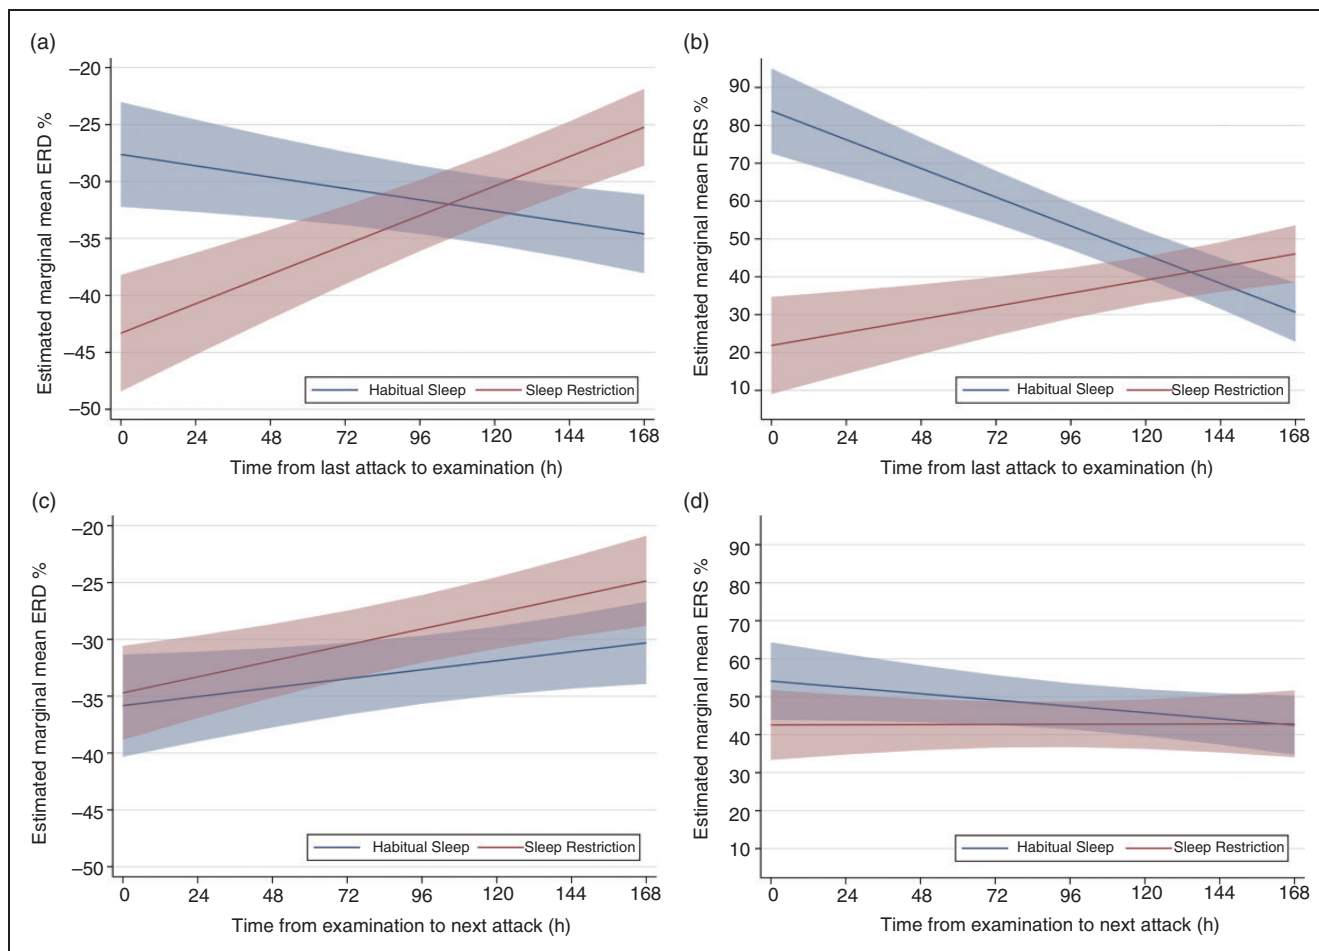 (a)
Estimated marginal mean ERD %
–20
–25
–30
–35
–40
–45
–50
Habitual Sleep
Sleep Restriction
0 24 48 72 96 120 144 168
Time from last attack to examination (h)
(b)
Estimated marginal mean ERS %
90
80
70
60
50
40
30
20
10
Habitual Sleep
Sleep Restriction
0 24 48 72 96 120 144 168
Time from last attack to examination (h)
(c)
Estimated marginal mean ERD %
–20
–25
–30
–35
–40
–45
–50
Habitual Sleep
Sleep Restriction
0 24 48 72 96 120 144 168
Time from examination to next attack (h)
(d)
Estimated marginal mean ERS %
90
80
70
60
50
40
30
20
10
Habitual Sleep
Sleep Restriction
0 24 48 72 96 120 144 168
Time from examination to next attack (h)